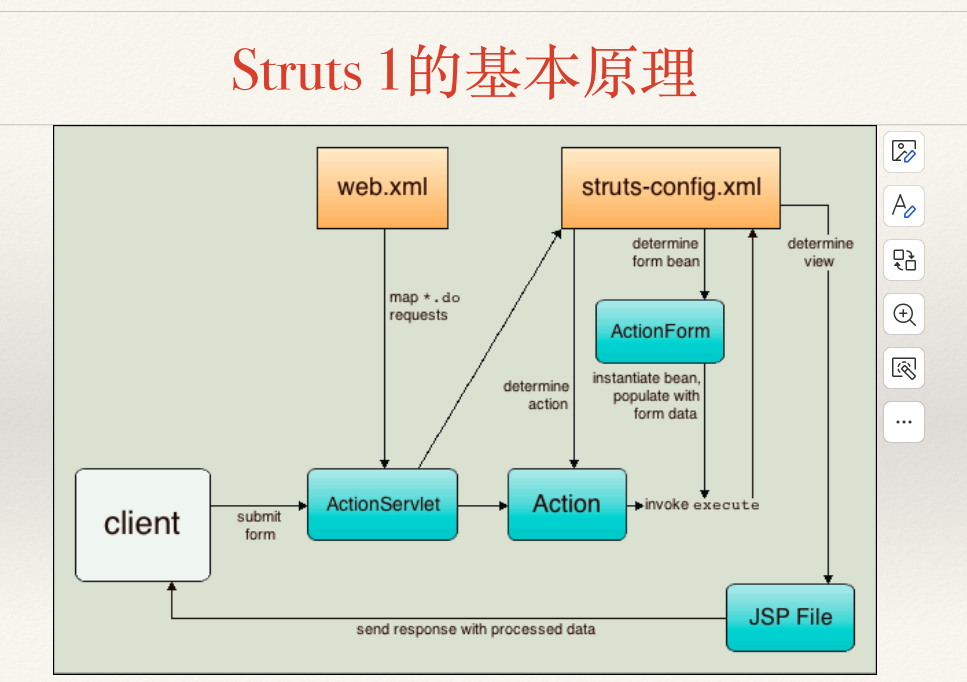 Struts 1的基本原理
web.xml
struts-config.xml
determine
form bean
determine
view
map *.do
requests
ActionForm
determine
action
instantiate bean,
populate with
form data
client
submit
form
ActionServlet
Action
invoke execute
JSP File
send response with processed data